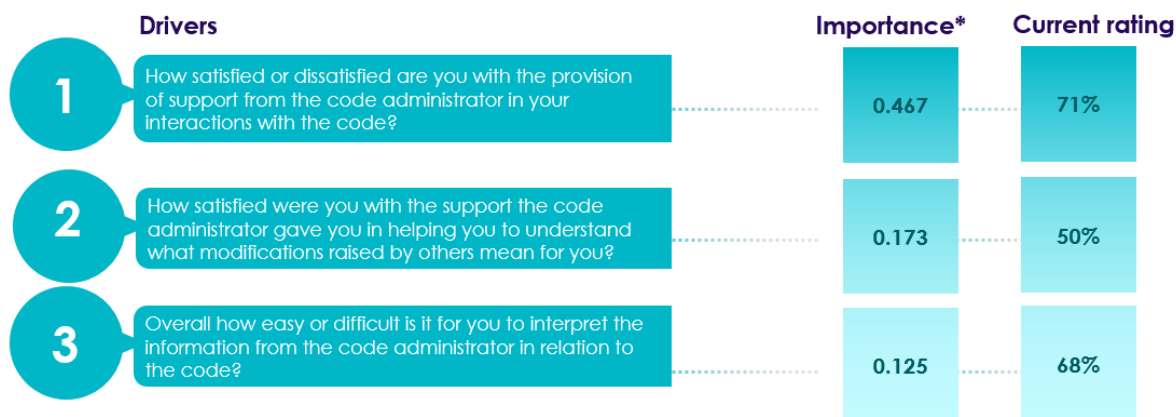 Drivers
Importance*
Current rating
1
How satisfied or dissatisfied are you with the provision
of support from the code administrator in your
interactions with the code?
0.467
71%
2
How satisfied were you with the support the code
administrator gave you in helping you to understand
what modifications raised by others mean for you?
0.173
50%
3
Overall how easy or difficult is it for you to interpret the
information from the code administrator in relation to
the code?
0.125
68%